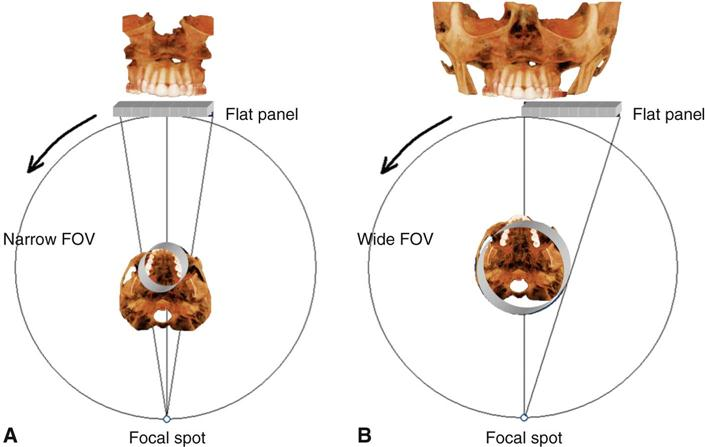 Flat panel
Narrow FOV
A
Focal spot
Flat panel
Wide FOV
B
Focal spot